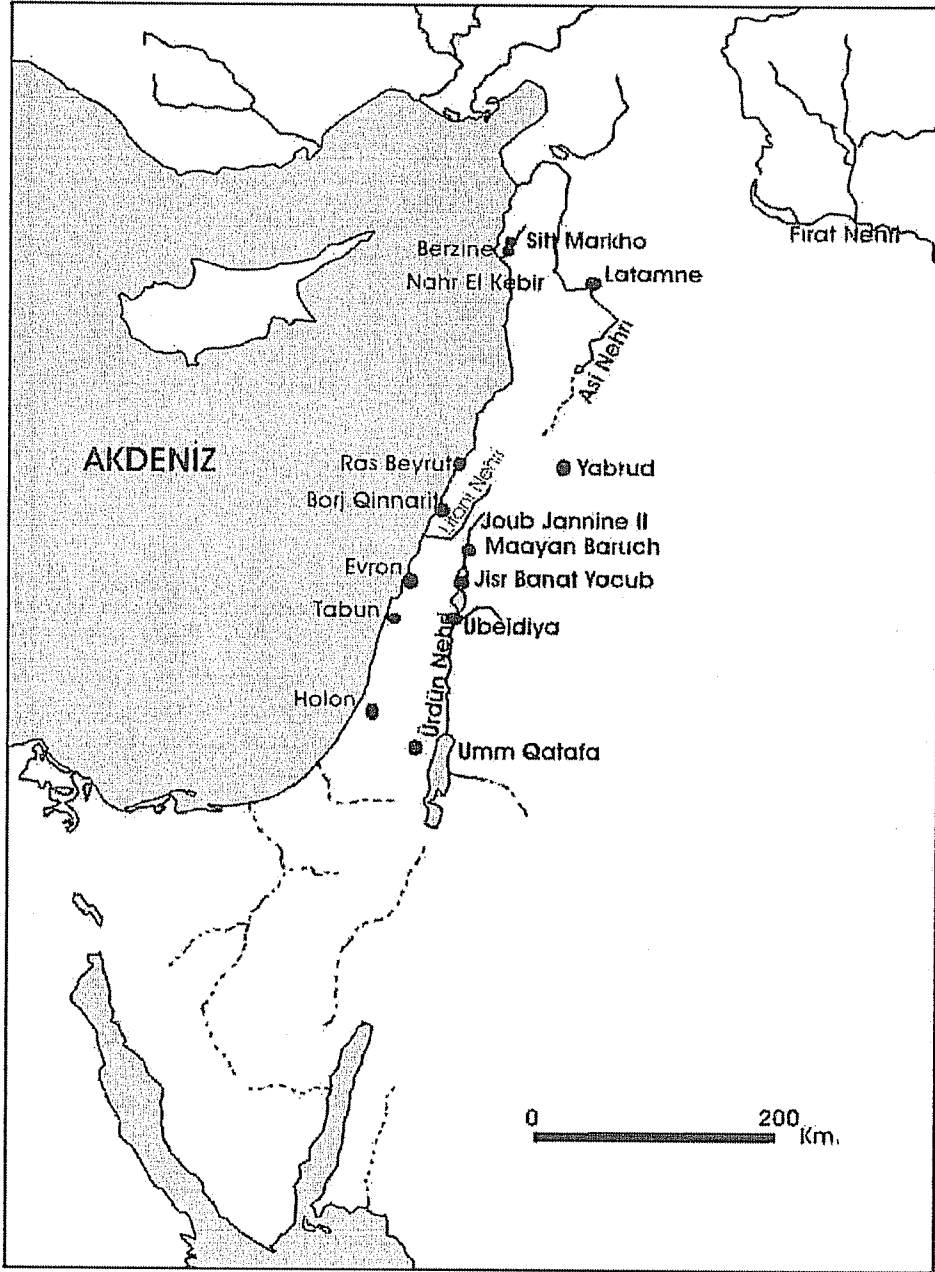 Sitt Markho
Berzine
Fırat Nehri
Nahr El Kebir
Latamne
Asi Nehri
AKDENİZ
Ras Beyrut
Yabrud
Litani Nehri
Borj Qinnarit
Joub Jannine II
Maayan Baruch
Evron
Jisr Banat Yocub
Tabun
Ubeidiya
Ürdün Nehri
Holon
Umm Qatafa
0 200
Km.